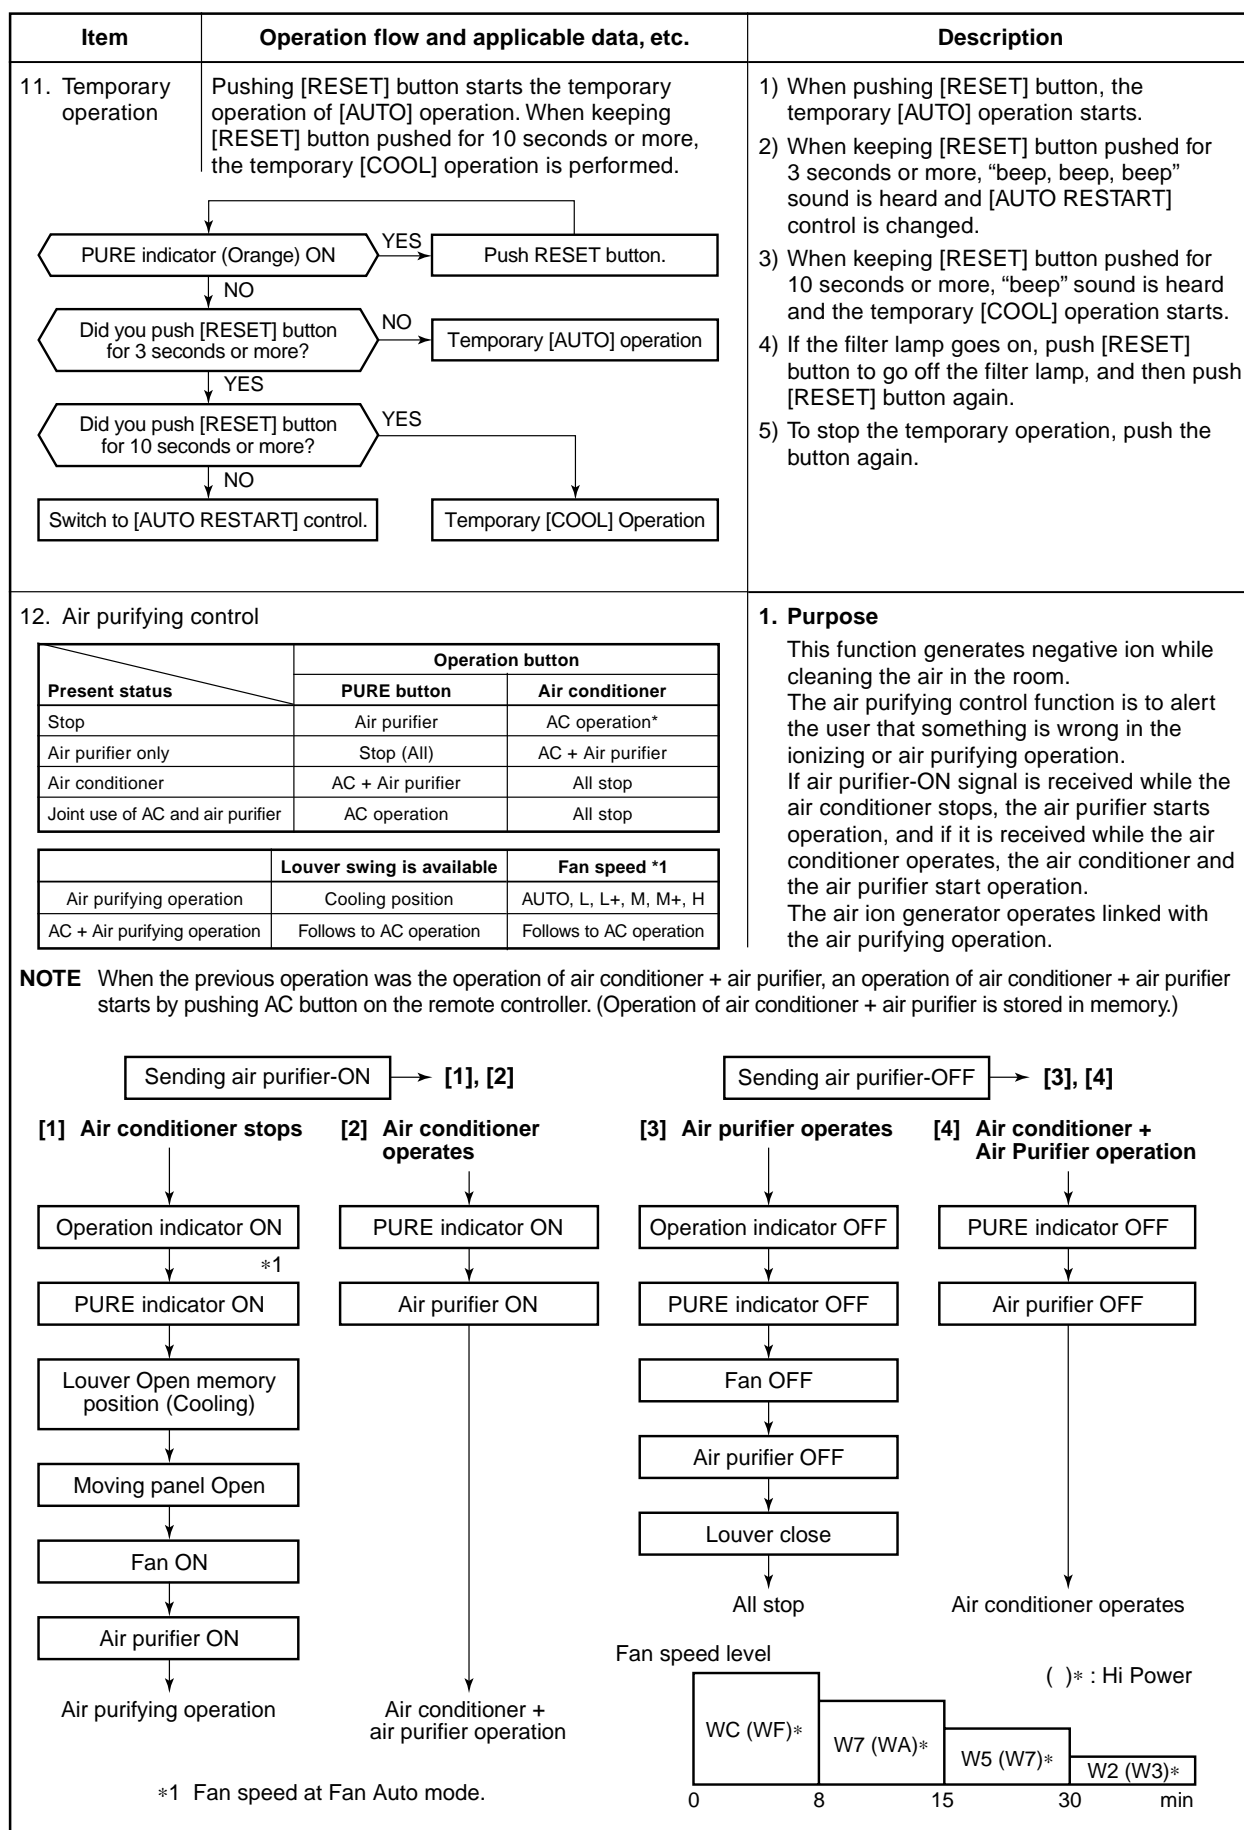 Item
Operation flow and applicable data, etc.
Description
11. Temporary
operation
Pushing [RESET] button starts the temporary
operation of [AUTO] operation. When keeping
[RESET] button pushed for 10 seconds or more,
the temporary [COOL] operation is performed.
PURE indicator (Orange) ON
YES
Push RESET button.
NO
Did you push [RESET] button
for 3 seconds or more?
NO
Temporary [AUTO] operation
YES
Did you push [RESET] button
for 10 seconds or more?
YES
NO
Switch to [AUTO RESTART] control.
Temporary [COOL] Operation
1) When pushing [RESET] button, the
temporary [AUTO] operation starts.
2) When keeping [RESET] button pushed for
3 seconds or more, “beep, beep, beep”
sound is heard and [AUTO RESTART]
control is changed.
3) When keeping [RESET] button pushed for
10 seconds or more, “beep” sound is heard
and the temporary [COOL] operation starts.
4) If the filter lamp goes on, push [RESET]
button to go off the filter lamp, and then push
[RESET] button again.
5) To stop the temporary operation, push the
button again.
12. Air purifying control
Operation button
Present status PURE button Air conditioner
Stop Air purifier AC operation*
Air purifier only Stop (All) AC + Air purifier
Air conditioner AC + Air purifier All stop
Joint use of AC and air purifier AC operation All stop
Louver swing is available Fan speed *1
Air purifying operation Cooling position AUTO, L, L+, M, M+, H
AC + Air purifying operation Follows to AC operation Follows to AC operation
1. Purpose
This function generates negative ion while
cleaning the air in the room.
The air purifying control function is to alert
the user that something is wrong in the
ionizing or air purifying operation.
If air purifier-ON signal is received while the
air conditioner stops, the air purifier starts
operation, and if it is received while the air
conditioner operates, the air conditioner and
the air purifier start operation.
The air ion generator operates linked with
the air purifying operation.
NOTE When the previous operation was the operation of air conditioner + air purifier, an operation of air conditioner + air purifier
starts by pushing AC button on the remote controller. (Operation of air conditioner + air purifier is stored in memory.)
Sending air purifier-ON
[1], [2]
Sending air purifier-OFF
[3], [4]
[1] Air conditioner stops
Operation indicator ON
*1
PURE indicator ON
Louver Open memory
position (Cooling)
Moving panel Open
Fan ON
Air purifier ON
Air purifying operation
[2] Air conditioner
operates
PURE indicator ON
Air purifier ON
Air conditioner +
air purifier operation
[3] Air purifier operates
Operation indicator OFF
PURE indicator OFF
Fan OFF
Air purifier OFF
Louver close
All stop
[4] Air conditioner +
Air Purifier operation
PURE indicator OFF
Air purifier OFF
Air conditioner operates
*1 Fan speed at Fan Auto mode.
Fan speed level
( )* : Hi Power
WC (WF)*
W7 (WA)*
W5 (W7)*
W2 (W3)*
0 8 15 30 min